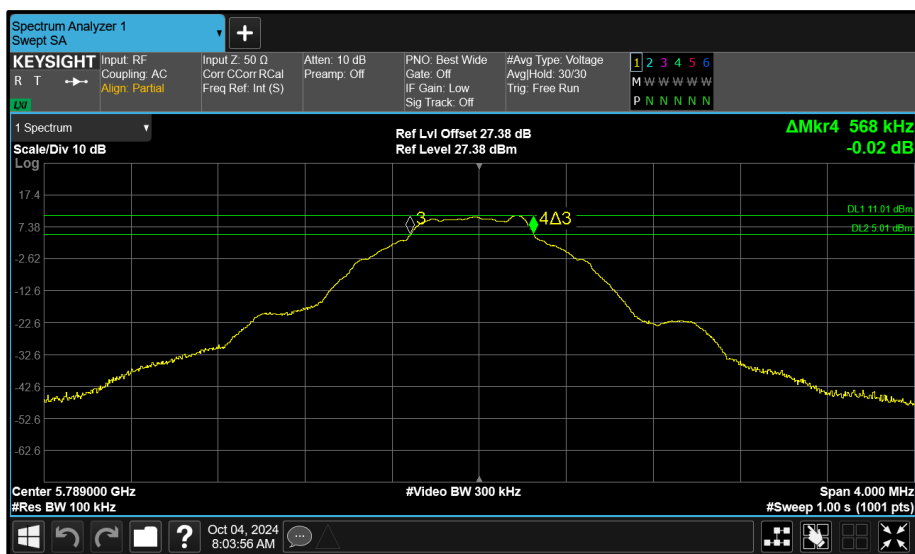 Spectrum Analyzer 1
Swept SA
+
KEYSIGHT
R T
LXI
Input: RF
Coupling: AC
Align: Partial
Input Z: 50 Ω
Corr CCorr RCal
Freq Ref: Int (S)
Atten: 10 dB
Preamp: Off
PNO: Best Wide
Gate: Off
IF Gain: Low
Sig Track: Off
#Avg Type: Voltage
Avg|Hold: 30/30
Trig: Free Run
1 2 3 4 5 6
M W W W W W
P N N N N N
1 Spectrum
Scale/Div 10 dB
Ref Lvl Offset 27.38 dB
Ref Level 27.38 dBm
ΔMkr4 568 kHz
-0.02 dB
Log
17.4
DL1 11.01 dBm
3
4Δ3
7.38
DL2 5.01 dBm
-2.62
-12.6
-22.6
-32.6
-42.6
-52.6
-62.6
Center 5.789000 GHz
#Video BW 300 kHz
Span 4.000 MHz
#Res BW 100 kHz
#Sweep 1.00 s (1001 pts)
?
Oct 04, 2024
8:03:56 AM